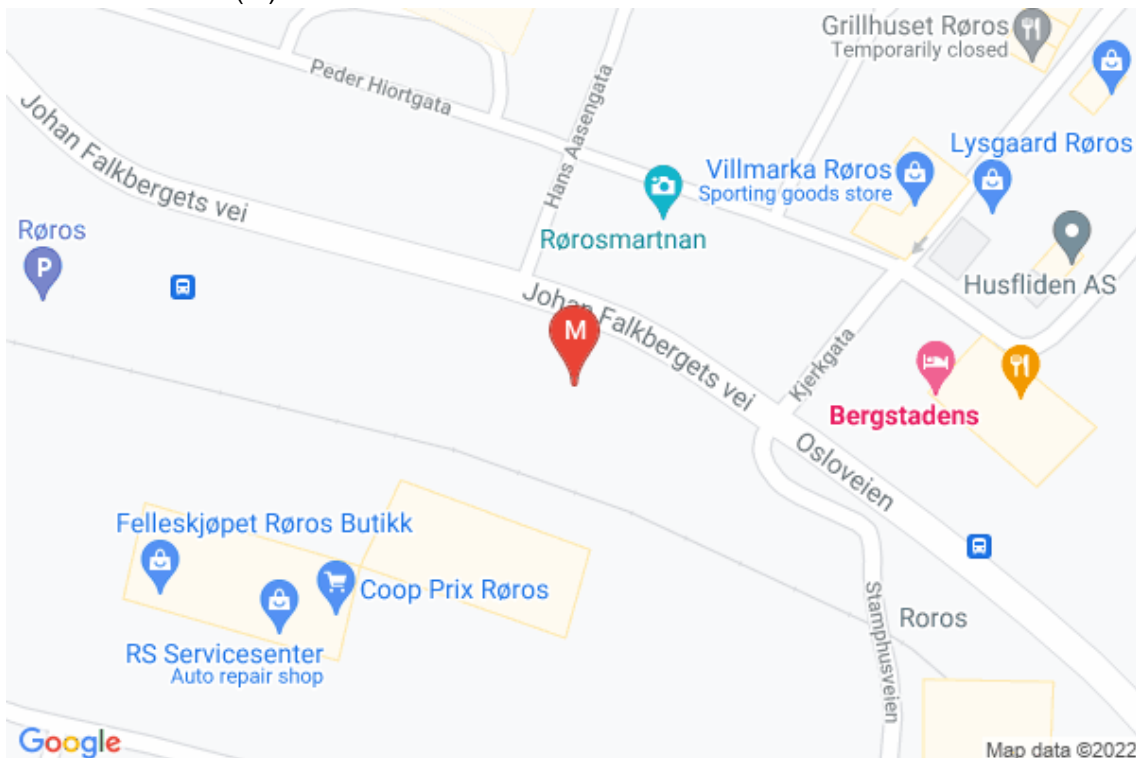 Grillhuset Røros
Temporarily closed
Peder Hiortgata
Hans Aasengata
Johan Falkbergets vei
Lysgaard Røros
Villmarka Røros
Sporting goods store
Røros
P
Rørosmartnan
Husfliden AS
Johan Falkbergets vei
M
Kjerkgata
Bergstadens
Osloveien
Felleskjøpet Røros Butikk
Coop Prix Røros
Stamphusveien
Roros
RS Servicesenter
Auto repair shop
Google
Map data ©2022